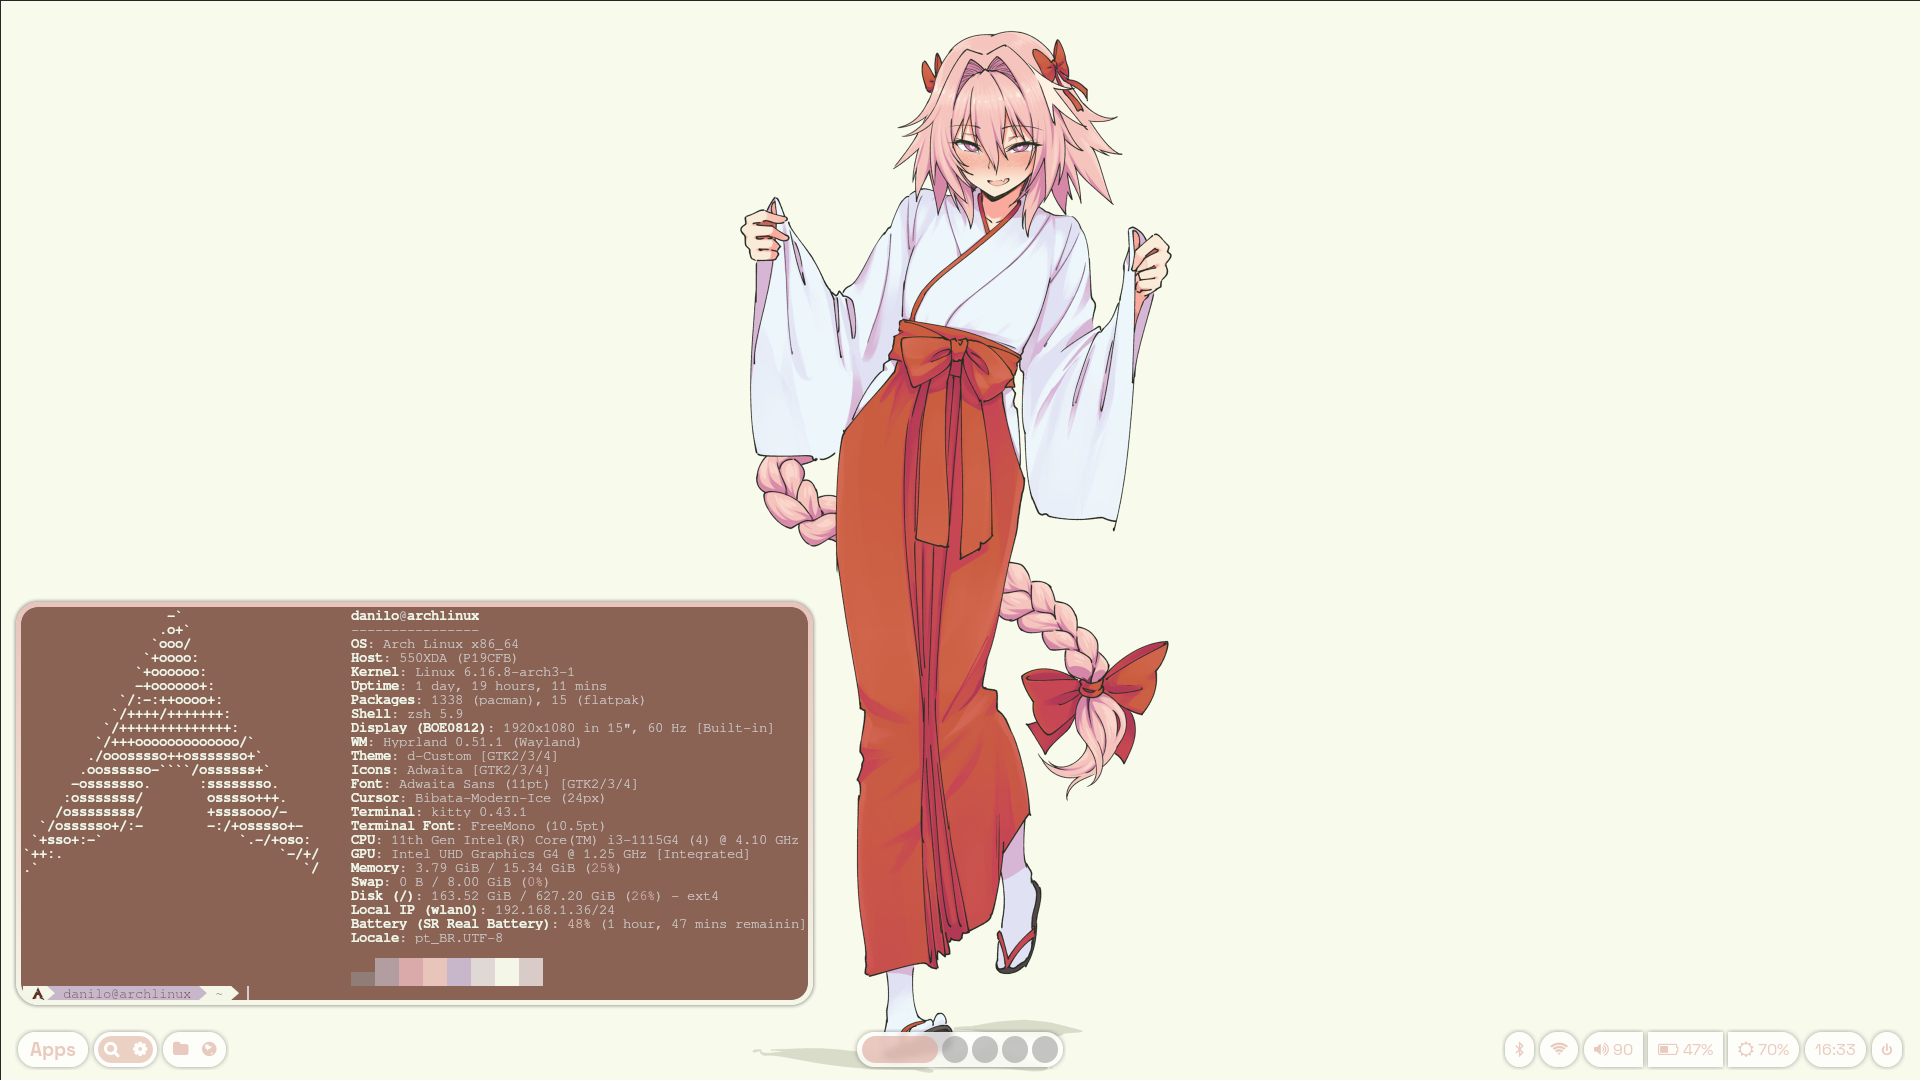 danilo@archlinux
----------------
OS: Arch Linux x86_64
Host: 550XDA (P19CFB)
Kernel: Linux 6.16.8-arch3-1
Uptime: 1 day, 19 hours, 11 mins
Packages: 1338 (pacman), 15 (flatpak)
Shell: zsh 5.9
Display (BOE0812): 1920x1080 in 15", 60 Hz [Built-in]
WM: Hyprland 0.51.1 (Wayland)
Theme: d-Custom [GTK2/3/4]
Icons: Adwaita [GTK2/3/4]
Font: Adwaita Sans (11pt) [GTK2/3/4]
Cursor: Bibata-Modern-Ice (24px)
Terminal: kitty 0.43.1
Terminal Font: FreeMono (10.5pt)
CPU: 11th Gen Intel(R) Core(TM) i3-1115G4 (4) @ 4.10 GHz
GPU: Intel UHD Graphics G4 @ 1.25 GHz [Integrated]
Memory: 3.79 GiB / 15.34 GiB (25%)
Swap: 0 B / 8.00 GiB (0%)
Disk (/): 163.52 GiB / 627.20 GiB (26%) - ext4
Local IP (wlan0): 192.168.1.36/24
Battery (SR Real Battery): 48% (1 hour, 47 mins remainin]
Locale: pt_BR.UTF-8
danilo@archlinux ~
Apps
90 47% 70% 16:33